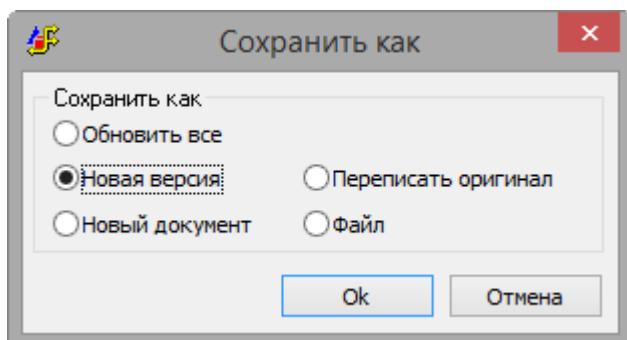 Сохранить как
Сохранить как
Обновить все
Новая версия Переписать оригинал
Новый документ Файл
Ok Отмена